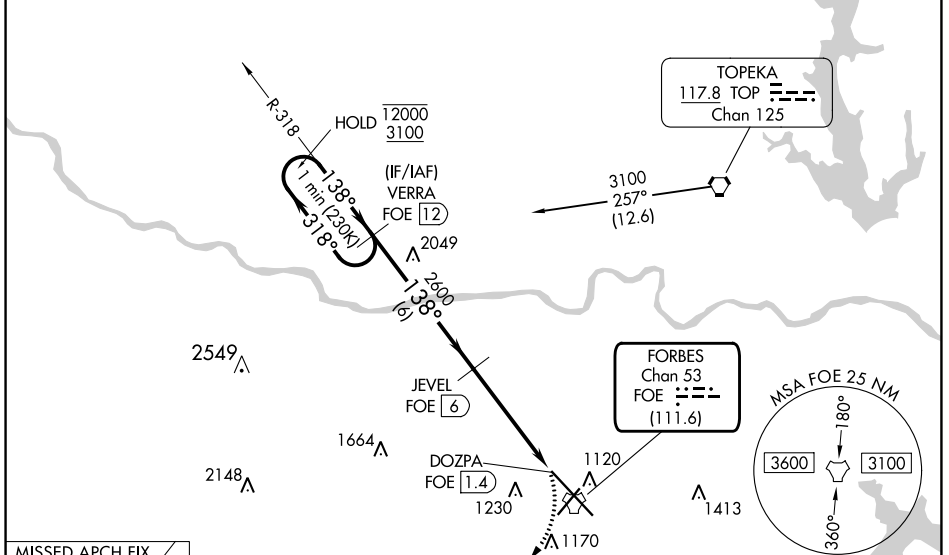 R-318
HOLD
12000
3100
138°
1 min (230K)
318°
(IF/IAF)
VERRA
FOE 12
2049
2600
138°
(6)
TOPEKA
117.8 TOP
Chan 125
3100
257°
(12.6)
2549
JEVEL
FOE 6
FORBES
Chan 53
FOE
(111.6)
1664
2148
DOZPA
FOE 1.4
1120
1230
1413
1170
MSA FOE 25 NM
180°
3600
3100
360°
MISSED APCH FIX